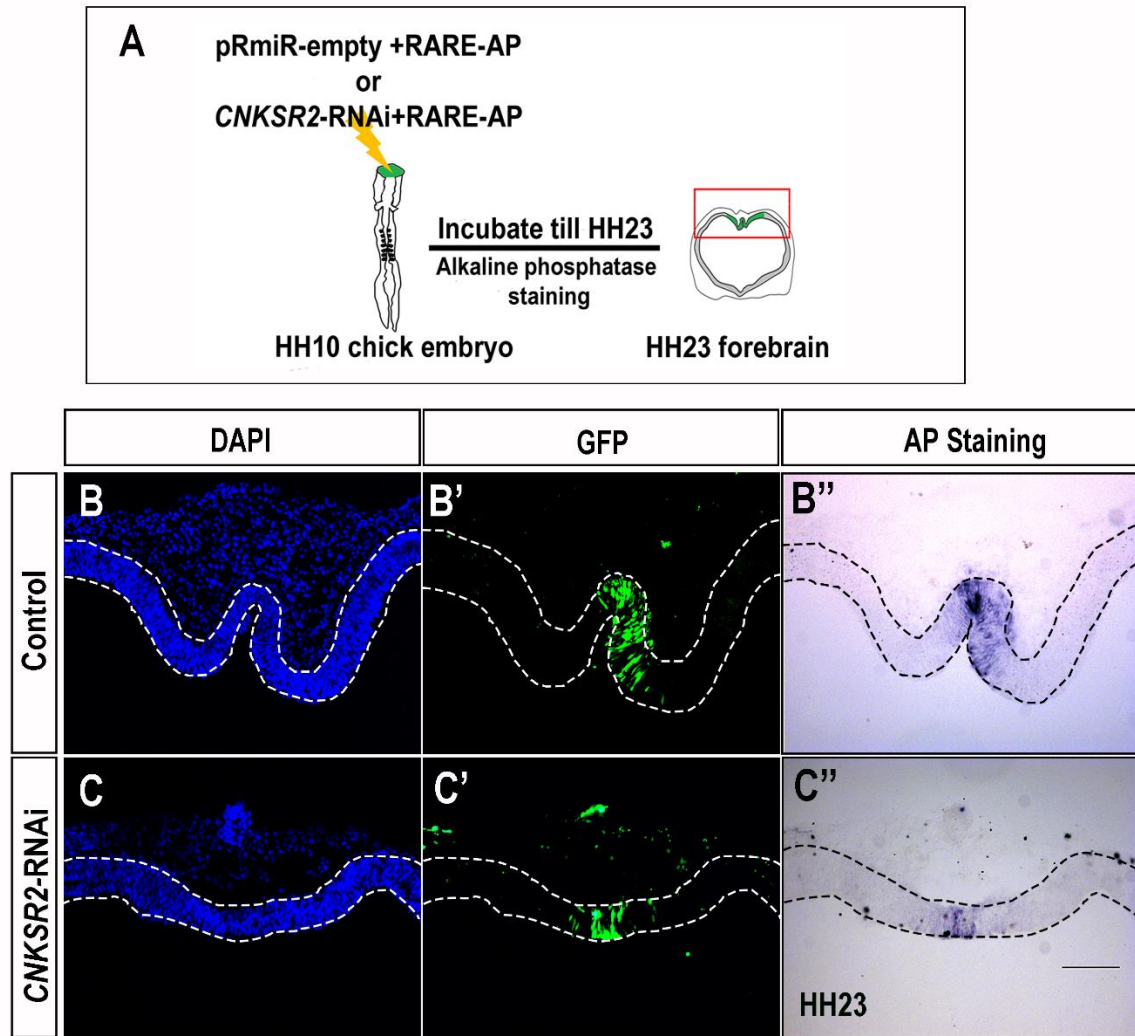 A
pRmiR-empty +RARE-AP
or
CNKSR2-RNAi+RARE-AP
Incubate till HH23
Alkaline phosphatase
staining
HH10 chick embryo
HH23 forebrain
DAPI
GFP
AP Staining
Control
B
B'
B''
CNKSR2-RNAi
C
C'
C''
HH23